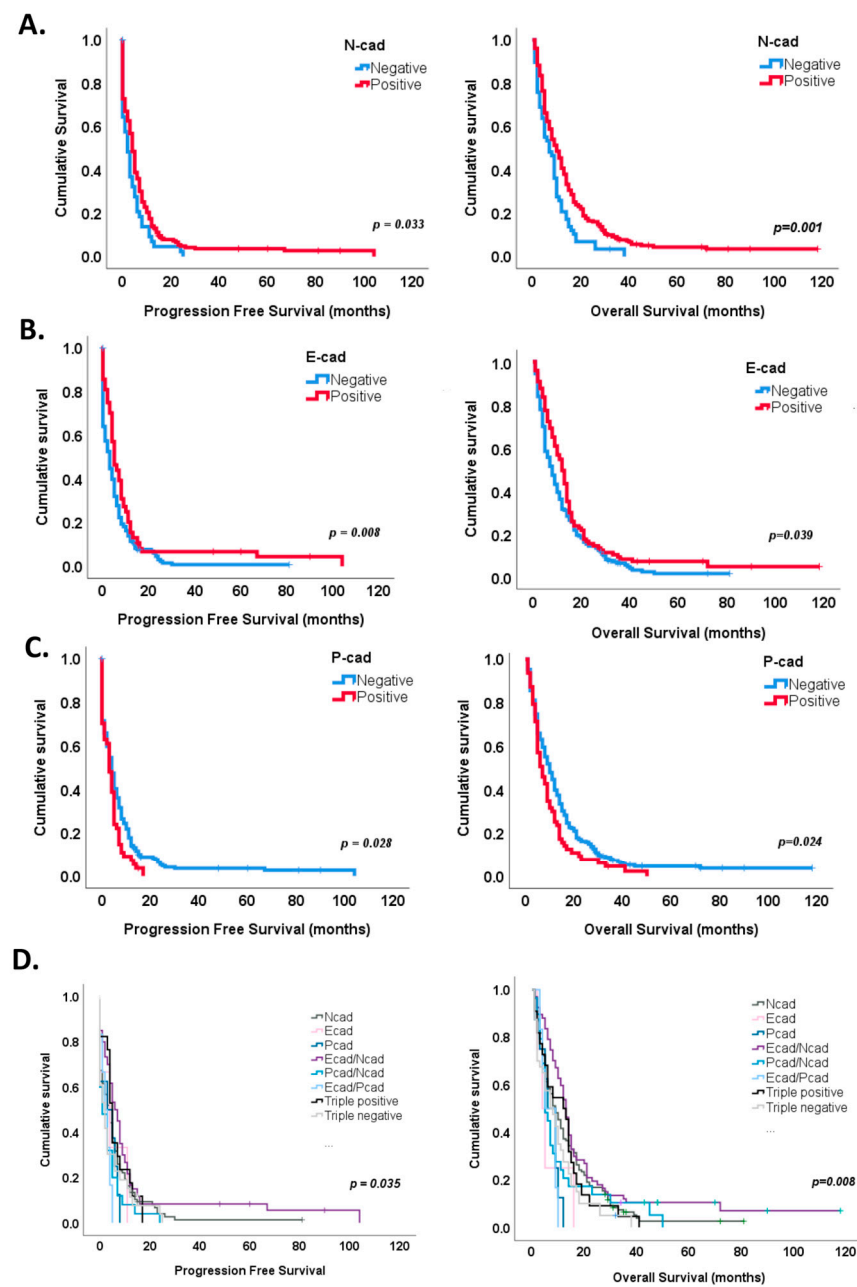 A.
N-cad
Negative
Positive
Cumulative Survival
1.0
0.8
0.6
0.4
0.2
0.0
p = 0.033
0 20 40 60 80 100 120
Progression Free Survival (months)
N-cad
Negative
Positive
Cumulative Survival
1.0
0.8
0.6
0.4
0.2
0.0
p=0.001
0 20 40 60 80 100 120
Overall Survival (months)
B.
E-cad
Negative
Positive
Cumulative survival
1.0
0.8
0.6
0.4
0.2
0.0
p = 0.008
0 20 40 60 80 100 120
Progression Free Survival (months)
E-cad
Negative
Positive
Cumulative survival
1.0
0.8
0.6
0.4
0.2
0.0
p=0.039
0 20 40 60 80 100 120
Overall Survival (months)
C.
P-cad
Negative
Positive
Cumulative survival
1.0
0.8
0.6
0.4
0.2
0.0
p = 0.028
0 20 40 60 80 100 120
Progression Free Survival (months)
P-cad
Negative
Positive
Cumulative survival
1.0
0.8
0.6
0.4
0.2
0.0
p=0.024
0 20 40 60 80 100 120
Overall Survival (months)
D.
Ncad
Ecad
Pcad
Ecad/Ncad
Pcad/Ncad
Ecad/Pcad
Triple positive
Triple negative
...
Cumulative survival
1.0
0.8
0.6
0.4
0.2
0.0
p = 0.035
0 20 40 60 80 100 120
Progression Free Survival
Ncad
Ecad
Pcad
Ecad/Ncad
Pcad/Ncad
Ecad/Pcad
Triple positive
Triple negative
...
Cumulative survival
1.0
0.8
0.6
0.4
0.2
0.0
p=0.008
0 20 40 60 80 100 120
Overall Survival (months)